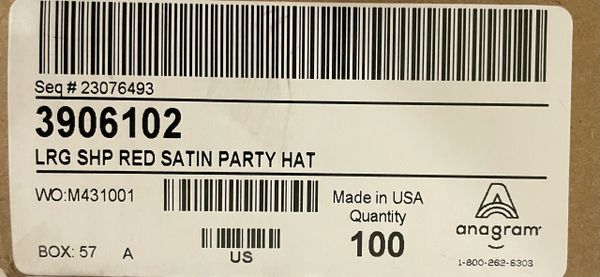 Seq # 23076493
3906102
LRG SHP RED SATIN PARTY HAT
WO:M431001
Made in USA
Quantity
100
BOX: 57 A
US
anagram
1-800-262-6303